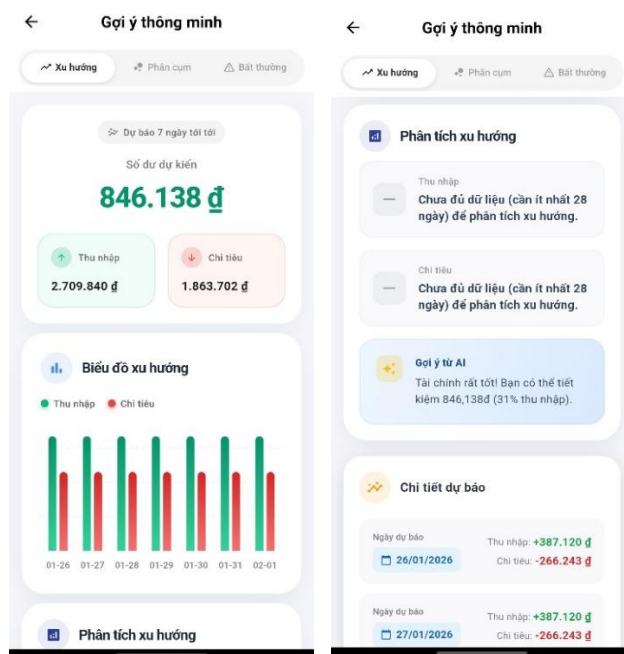 Gợi ý thông minh
Xu hướng
Phân cụm
Bất thường
Dự báo 7 ngày tới tới
Số dư dự kiến
846.138 ₫
Thu nhập
2.709.840 ₫
Chi tiêu
1.863.702 ₫
Biểu đồ xu hướng
Thu nhập
Chi tiêu
01-26 01-27 01-28 01-29 01-30 01-31 02-01
Phân tích xu hướng
Gợi ý thông minh
Xu hướng
Phân cụm
Bất thường
Phân tích xu hướng
Thu nhập
Chưa đủ dữ liệu (cần ít nhất 28
ngày) để phân tích xu hướng.
Chi tiêu
Chưa đủ dữ liệu (cần ít nhất 28
ngày) để phân tích xu hướng.
Gợi ý từ AI
Tài chính rất tốt! Bạn có thể tiết
kiệm 846,138đ (31% thu nhập).
Chi tiết dự báo
Ngày dự báo
26/01/2026
Thu nhập: +387.120 ₫
Chi tiêu: -266.243 ₫
Ngày dự báo
27/01/2026
Thu nhập: +387.120 ₫
Chi tiêu: -266.243 ₫